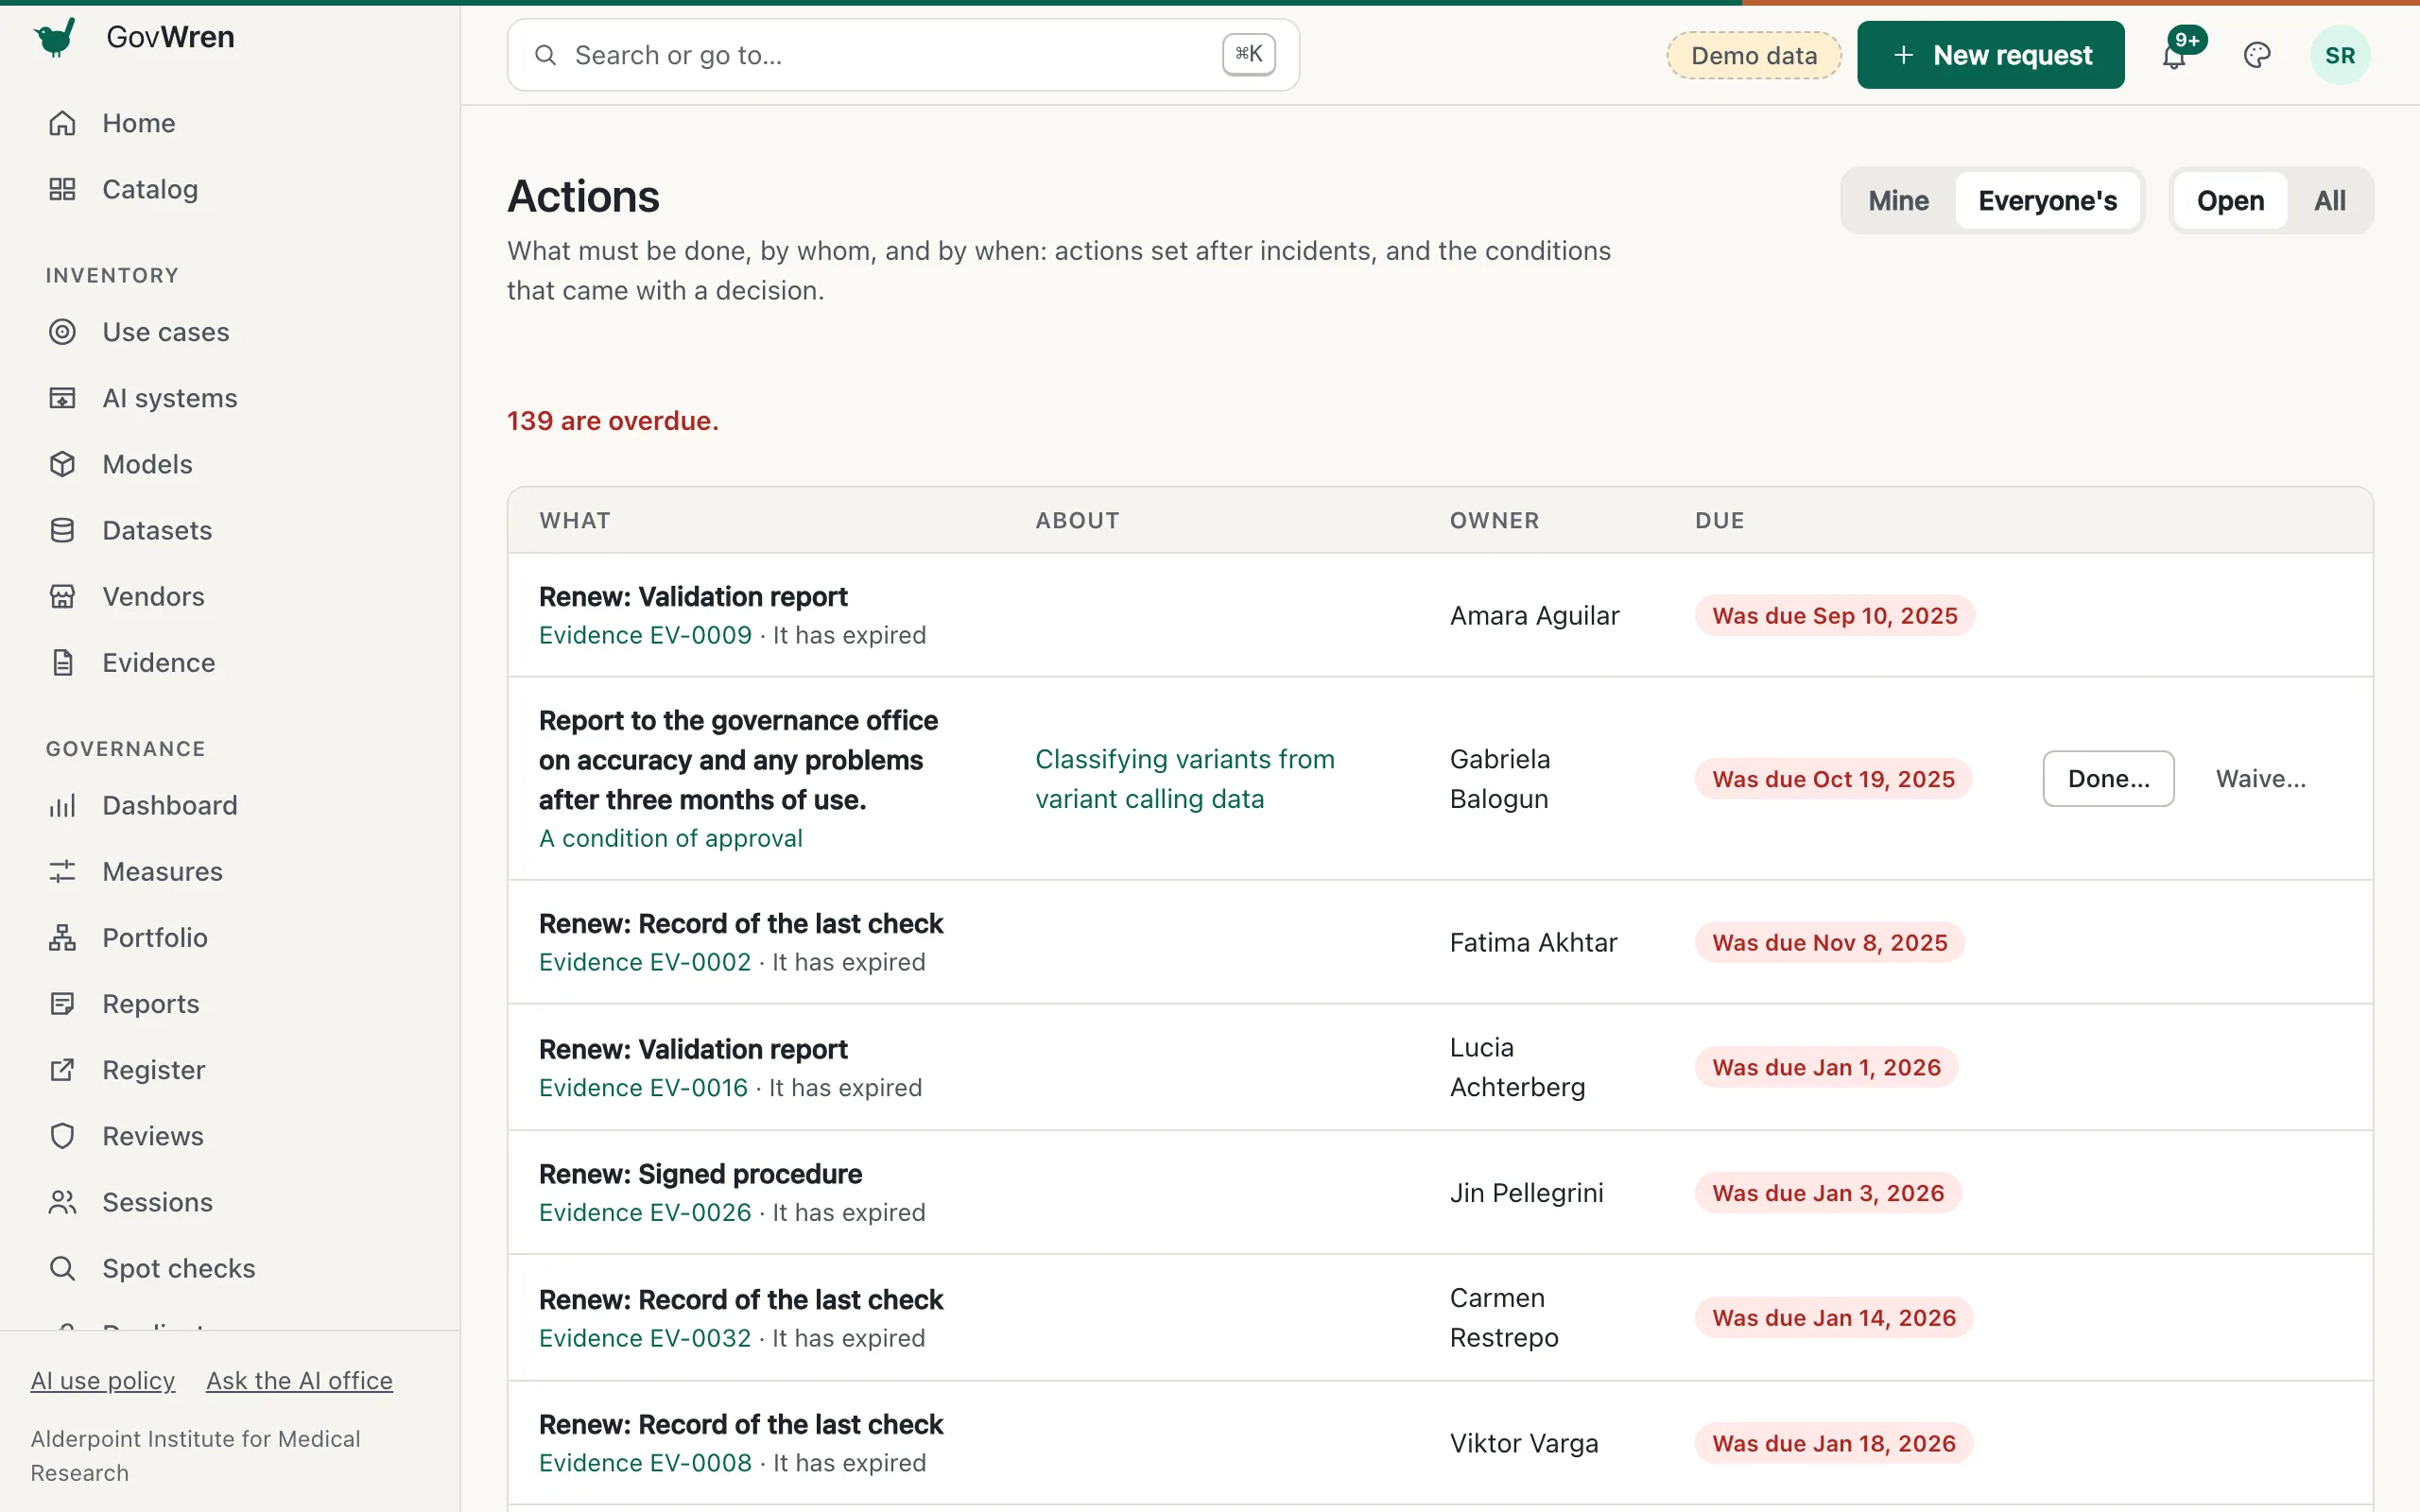 GovWren
Home
Catalog
INVENTORY
Use cases
AI systems
Models
Datasets
Vendors
Evidence
GOVERNANCE
Dashboard
Measures
Portfolio
Reports
Register
Reviews
Sessions
Spot checks
AI use policy Ask the AI office
Alderpoint Institute for Medical
Research
Search or go to... ⌘K
Demo data
+ New request
9+
SR
Actions
Mine Everyone's Open All
What must be done, by whom, and by when: actions set after incidents, and the conditions
that came with a decision.
139 are overdue.
WHAT ABOUT OWNER DUE
Renew: Validation report
Evidence EV-0009 · It has expired
Amara Aguilar
Was due Sep 10, 2025
Report to the governance office
on accuracy and any problems
after three months of use.
A condition of approval
Classifying variants from
variant calling data
Gabriela
Balogun
Was due Oct 19, 2025
Done...
Waive...
Renew: Record of the last check
Evidence EV-0002 · It has expired
Fatima Akhtar
Was due Nov 8, 2025
Renew: Validation report
Evidence EV-0016 · It has expired
Lucia
Achterberg
Was due Jan 1, 2026
Renew: Signed procedure
Evidence EV-0026 · It has expired
Jin Pellegrini
Was due Jan 3, 2026
Renew: Record of the last check
Evidence EV-0032 · It has expired
Carmen
Restrepo
Was due Jan 14, 2026
Renew: Record of the last check
Evidence EV-0008 · It has expired
Viktor Varga
Was due Jan 18, 2026